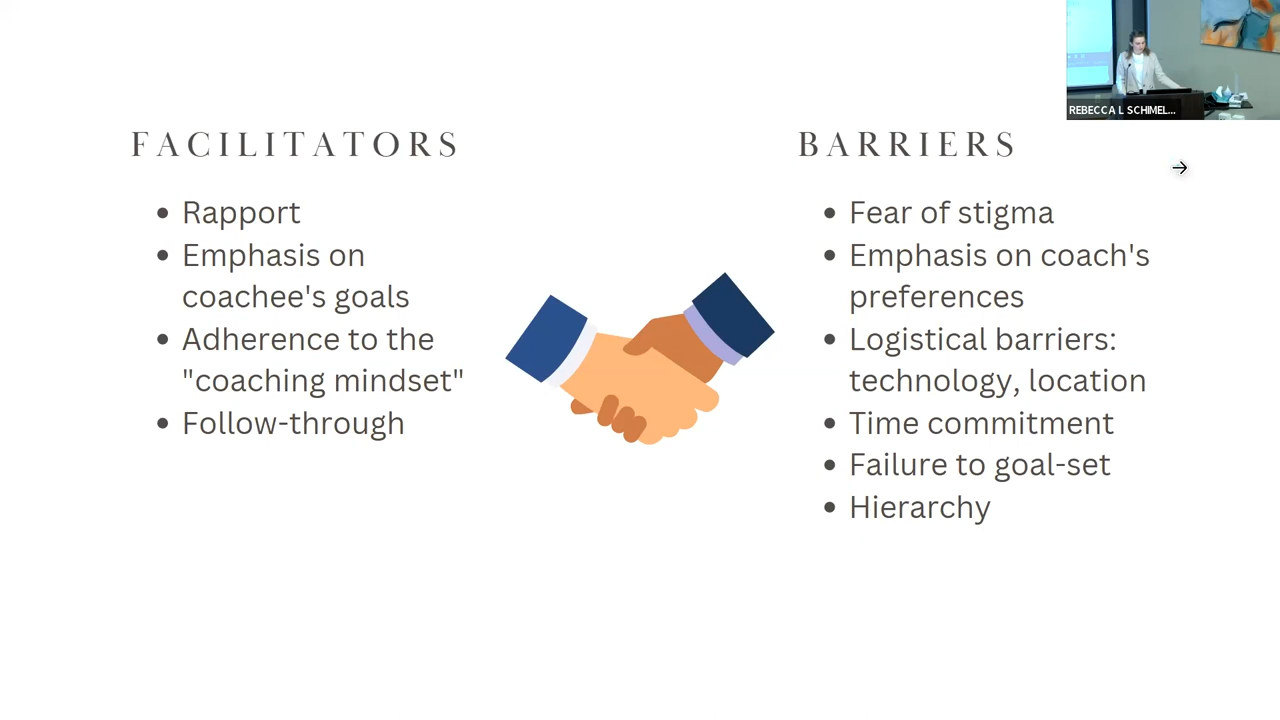 REBECCA L SCHIMEL...
FACILITATORS
• Rapport
• Emphasis on
coachee's goals
• Adherence to the
"coaching mindset"
• Follow-through
BARRIERS
• Fear of stigma
• Emphasis on coach's
preferences
• Logistical barriers:
technology, location
• Time commitment
• Failure to goal-set
• Hierarchy